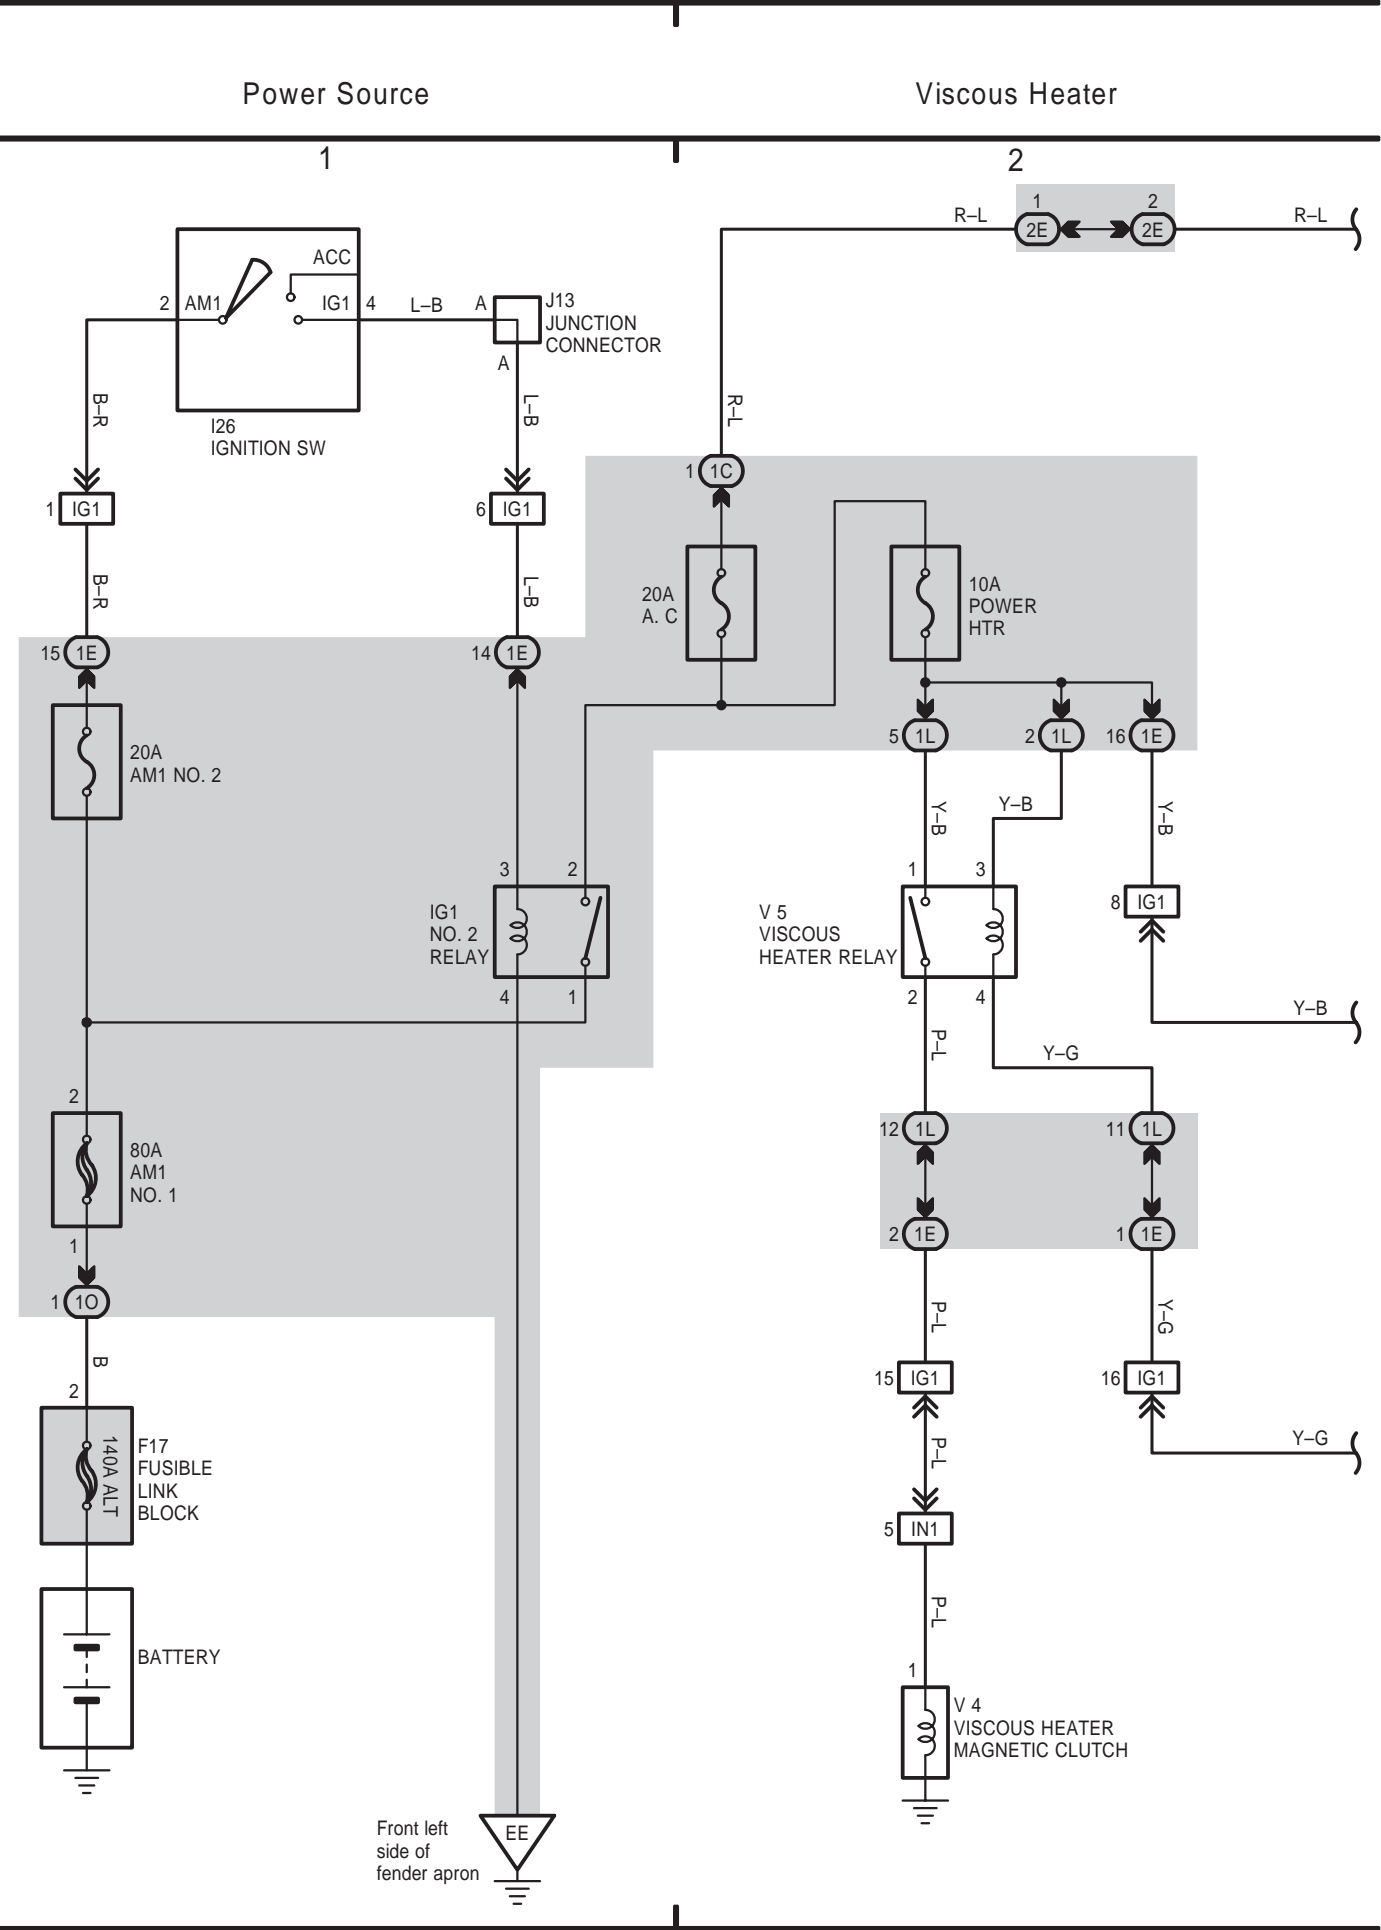 Power Source
Viscous Heater
1
2
R–L
1
2E
2
2E
R–L
ACC
2
AM1
IG1
4
L–B
A
J13
JUNCTION
CONNECTOR
A
I26
IGNITION SW
B–R
L–B
R–L
1
IG1
6
IG1
1
1C
B–R
L–B
20A
A. C
10A
POWER
HTR
15
1E
14
1E
20A
AM1 NO. 2
5
1L
2
1L
16
1E
Y–B
Y–B
Y–B
3
2
1
3
IG1
NO. 2
RELAY
V 5
VISCOUS
HEATER RELAY
8
IG1
4
1
2
4
Y–B
P–L
Y–G
2
80A
AM1
NO. 1
1
12
1L
11
1L
2
1E
1
1E
1
1O
B
2
P–L
Y–G
15
IG1
16
IG1
140A ALT
F17
FUSIBLE
LINK
BLOCK
P–L
Y–G
5
IN1
P–L
BATTERY
1
V 4
VISCOUS HEATER
MAGNETIC CLUTCH
Front left
side of
fender apron
EE